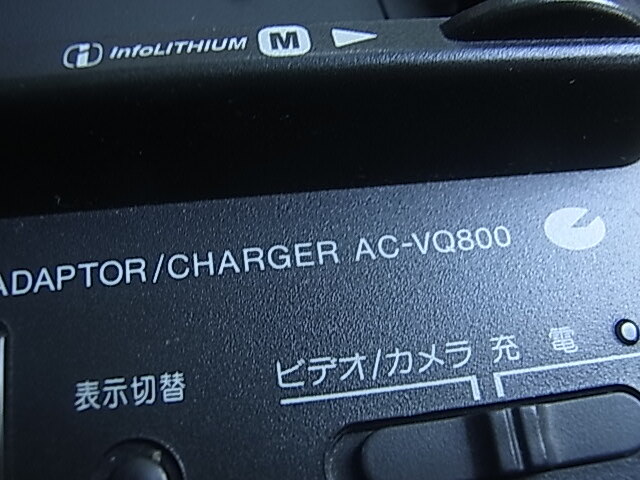 InfoLITHIUM M
ADAPTOR/CHARGER AC-VQ800
ビデオ/カメラ 充電
表示切替